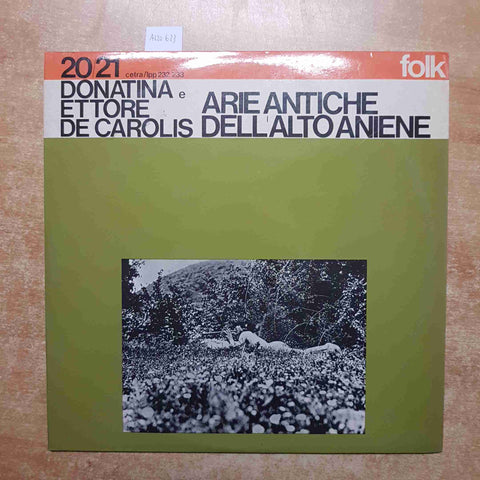 20/21 cetra/lpp 232 233 folk
DONATINA e
ETTORE
DE CAROLIS
ARIE ANTICHE
DELL'ALTO ANIENE